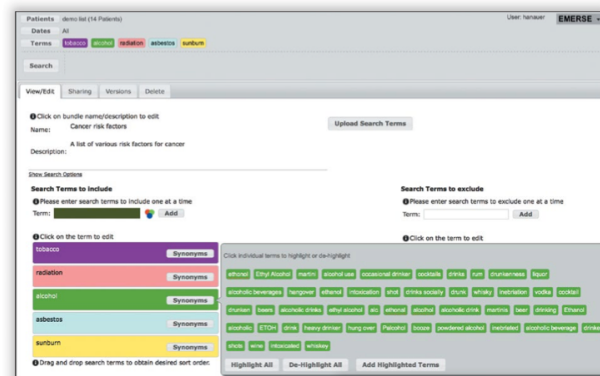 Patients demo list (14 Patients) User: hanauer EMERSE
Dates All
Terms tobacco alcohol radiation asbestos sunburn
Search
View/Edit Sharing Versions Delete
Click on bundle name/description to edit
Name: Cancer risk factors
Upload Search Terms
Description: A list of various risk factors for cancer
Show Search Options
Search Terms to include Search Terms to exclude
Please enter search terms to include one at a time Please enter search terms to exclude one at a time
Term: Add Term: Add
Click on the term to edit Click on the term to edit
tobacco Synonyms
radiation Synonyms
alcohol Synonyms
asbestos Synonyms
sunburn Synonyms
Drag and drop search terms to obtain desired sort order.
Click individual terms to highlight or de-highlight
ethonol Ethyl Alcohol martini alcohol use occasional drinker cocktails drinks rum drunkenness liquor
alcoholic beverages hangover ethanol intoxication shot drinks socially drunk whisky inebriation vodka cocktail
drunken beers alcoholic drinks ethyl alcohol etc alcohol alcoholic drink martinis beer drinking Ethanol
alcoholic ETOH drink heavy drinker hung over booze powdered alcohol inebriated alcoholic beverage drinke
shots wine intoxicated whiskey
Highlight All De-Highlight All Add Highlighted Terms